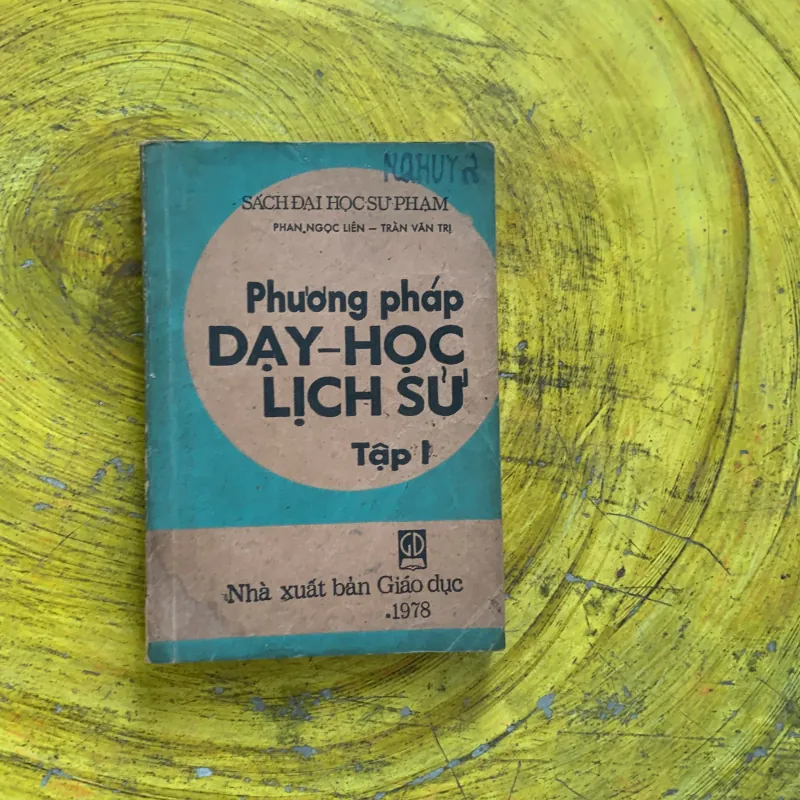 SÁCH ĐẠI HỌC SƯ PHẠM
PHAN NGỌC LIÊN – TRẦN VĂN TRỊ
Phương pháp
DẠY–HỌC
LỊCH SỬ
Tập I
GD
Nhà xuất bản Giáo dục
1978